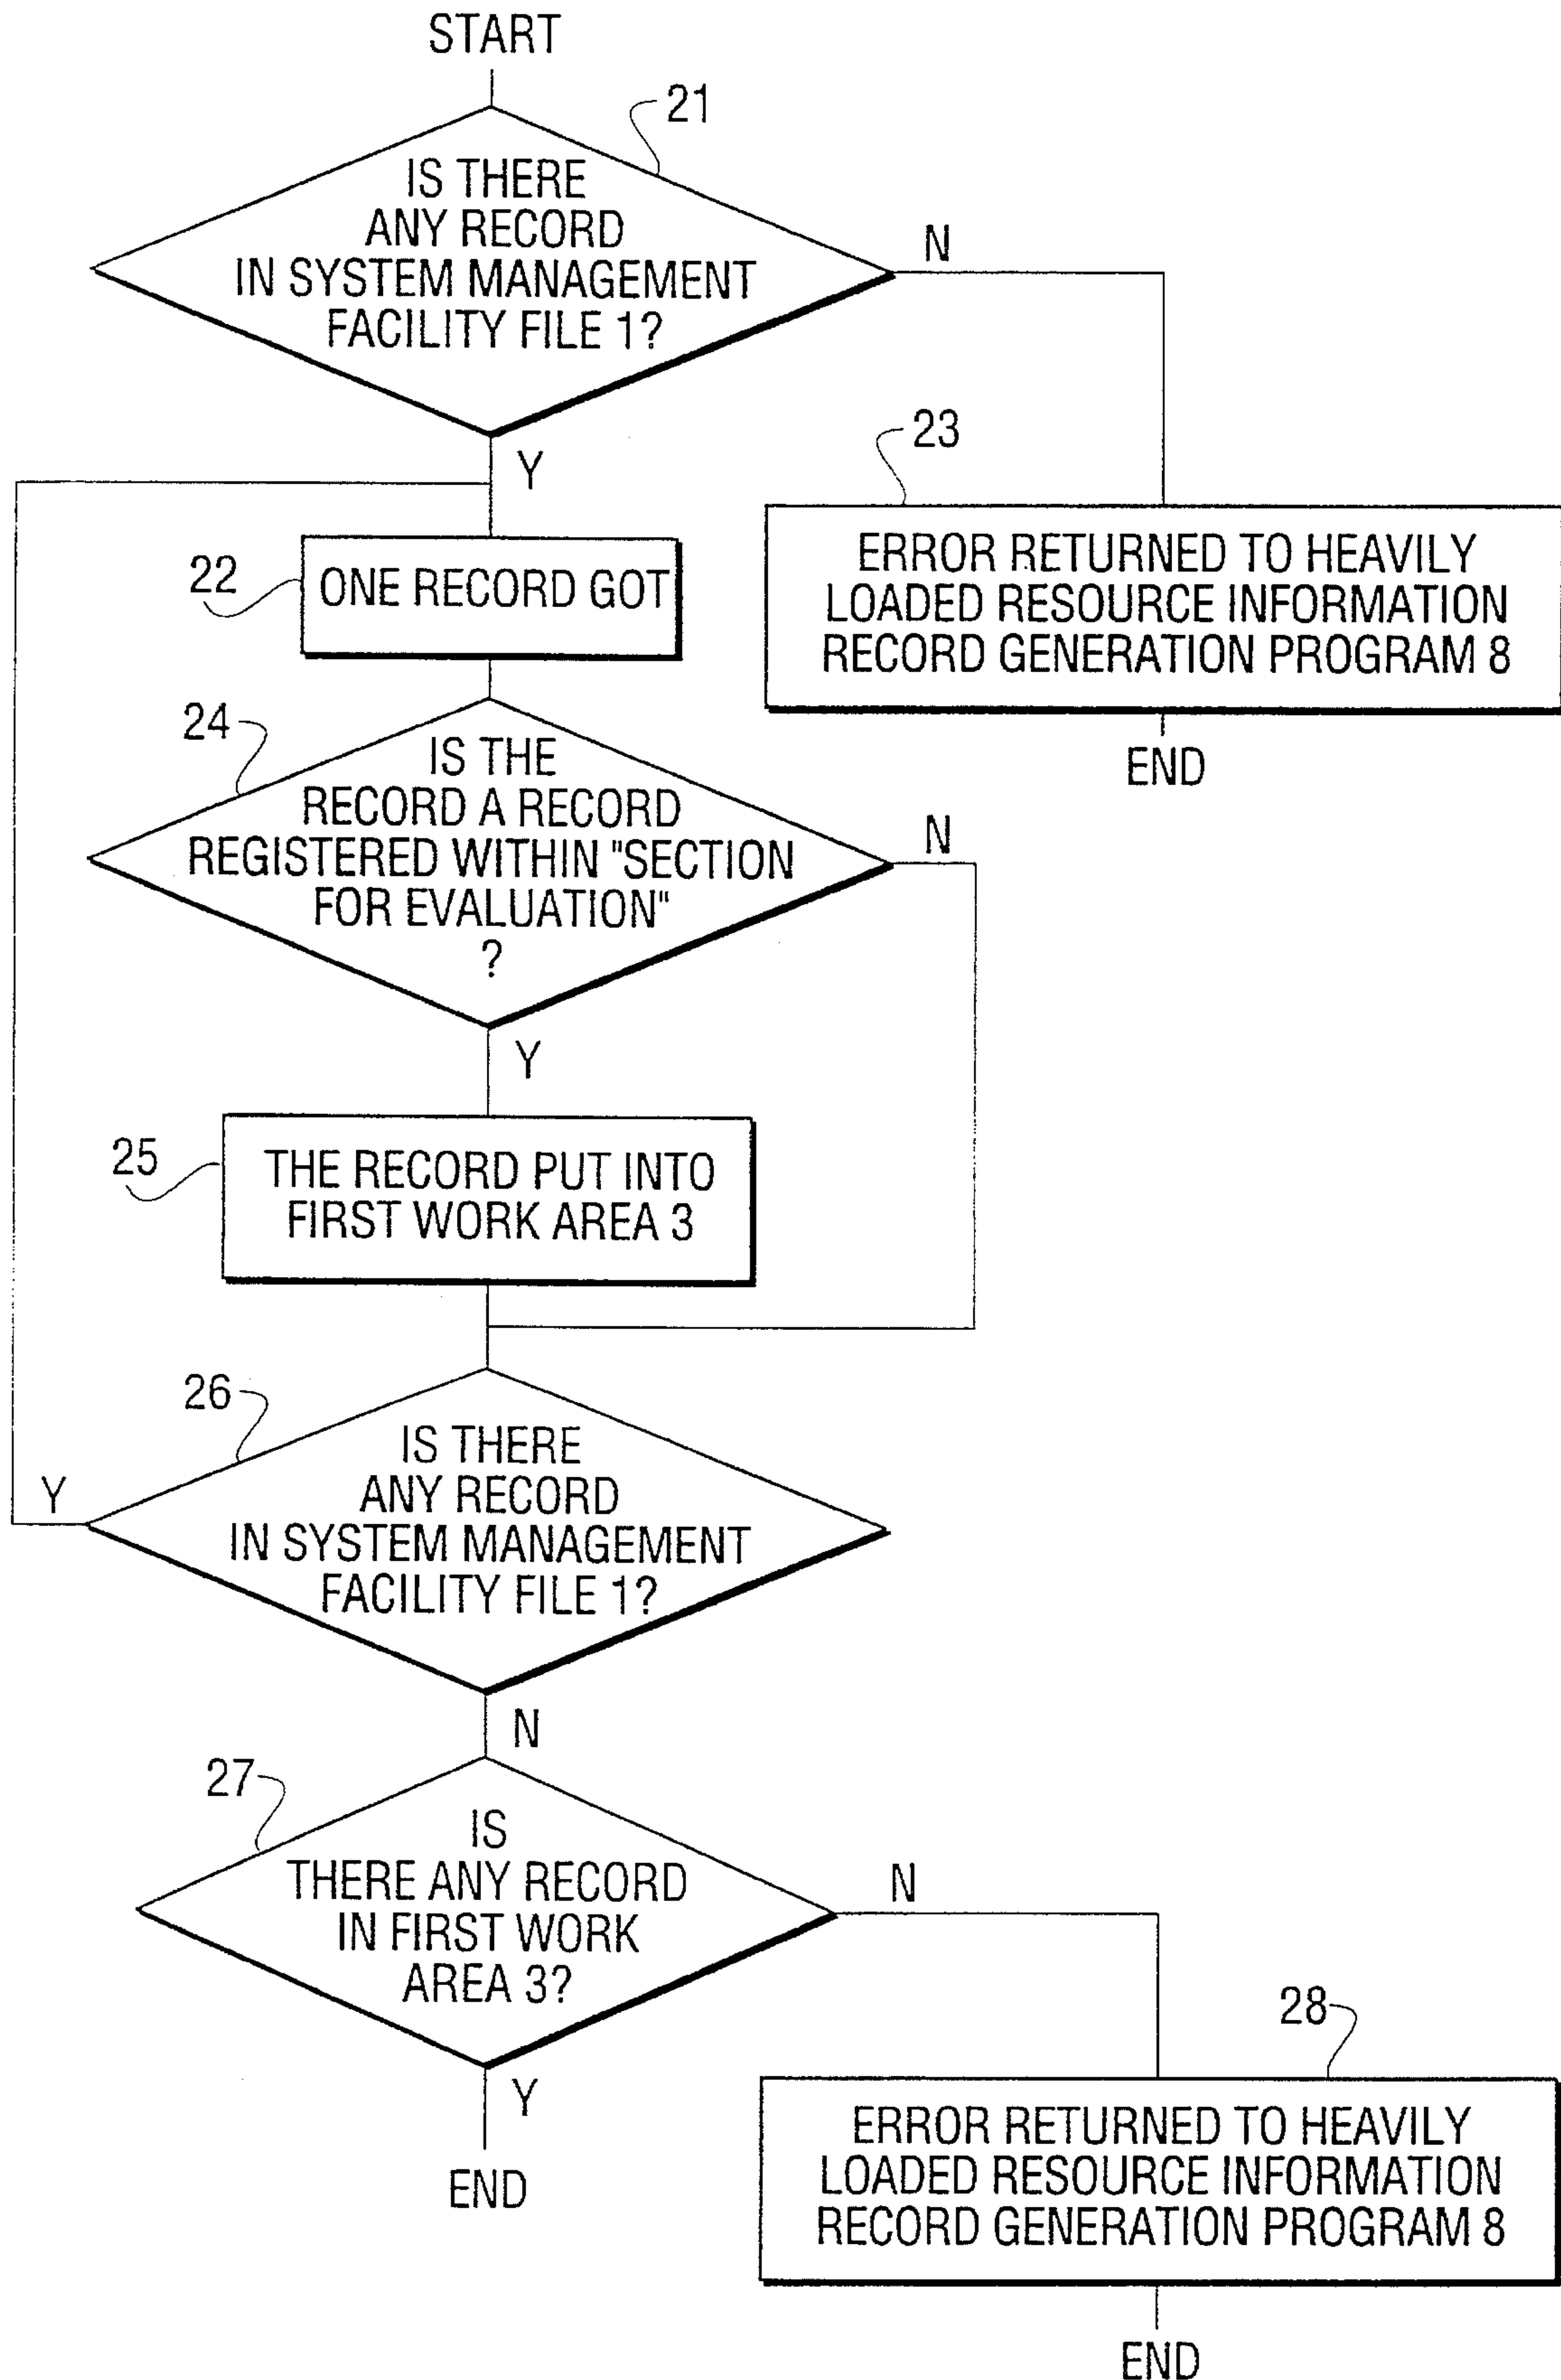 START
21
IS THERE
ANY RECORD
IN SYSTEM MANAGEMENT
FACILITY FILE 1?
N
Y
23
ERROR RETURNED TO HEAVILY
LOADED RESOURCE INFORMATION
RECORD GENERATION PROGRAM 8
END
22
ONE RECORD GOT
24
IS THE
RECORD A RECORD
REGISTERED WITHIN "SECTION
FOR EVALUATION"
?
N
Y
25
THE RECORD PUT INTO
FIRST WORK AREA 3
26
IS THERE
ANY RECORD
IN SYSTEM MANAGEMENT
FACILITY FILE 1?
Y
N
27
IS
THERE ANY RECORD
IN FIRST WORK
AREA 3?
N
Y
END
28
ERROR RETURNED TO HEAVILY
LOADED RESOURCE INFORMATION
RECORD GENERATION PROGRAM 8
END